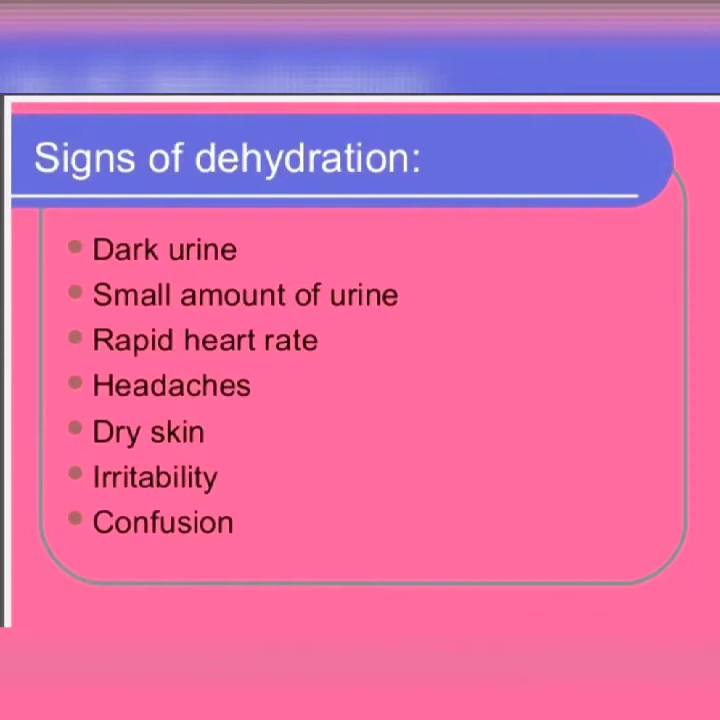 Signs of dehydration:
Dark urine
Small amount of urine
Rapid heart rate
Headaches
Dry skin
Irritability
Confusion